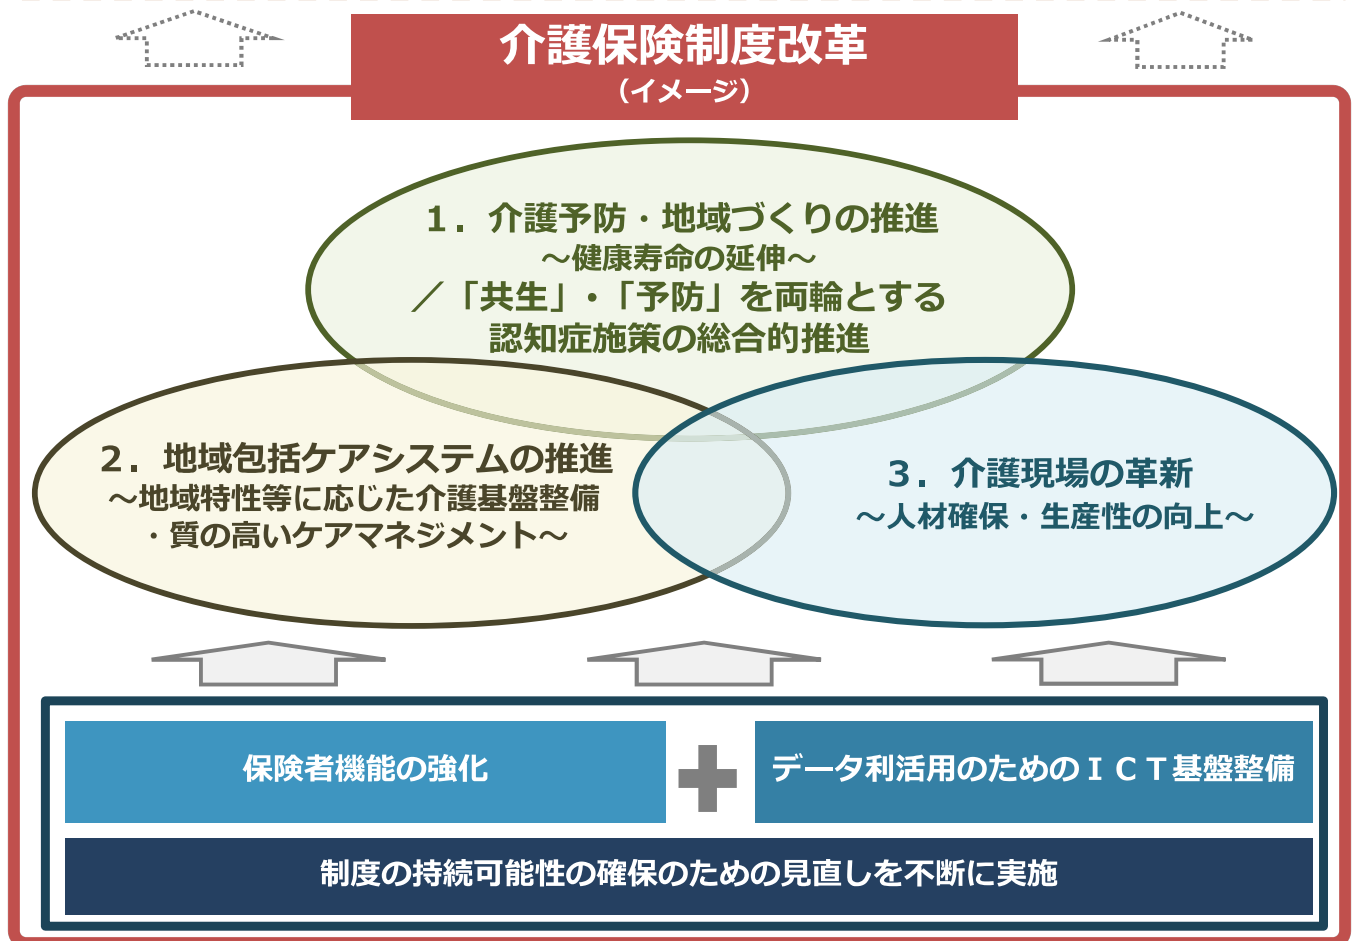 介護保険制度改革
（イメージ）
１．介護予防・地域づくりの推進
～健康寿命の延伸～
／「共生」・「予防」を両輪とする
認知症施策の総合的推進
２．地域包括ケアシステムの推進
～地域特性等に応じた介護基盤整備
・質の高いケアマネジメント～
３．介護現場の革新
～人材確保・生産性の向上～
保険者機能の強化
データ利活用のためのＩＣＴ基盤整備
制度の持続可能性の確保のための見直しを不断に実施